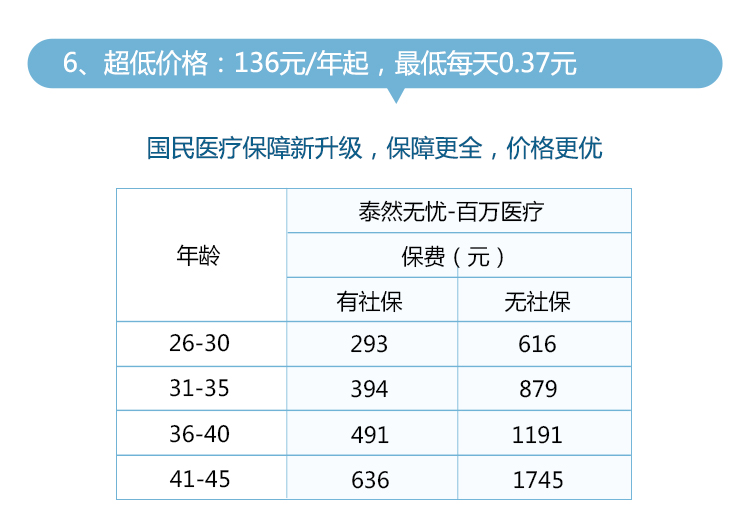 6、超低价格：136元/年起，最低每天0.37元
国民医疗保障新升级，保障更全，价格更优
年龄
泰然无忧-百万医疗
保费（元）
有社保 无社保
26-30 293 616
31-35 394 879
36-40 491 1191
41-45 636 1745